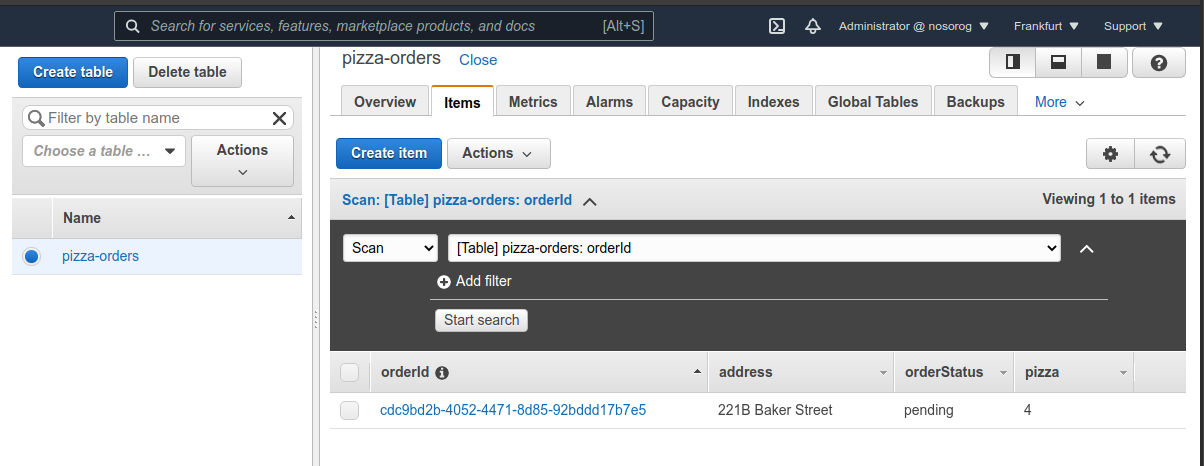 Search for services, features, marketplace products, and docs [Alt+S] Administrator @ nosorog Frankfurt Support
Create table Delete table
Filter by table name
Choose a table ... Actions
Name
pizza-orders
pizza-orders Close
Overview Items Metrics Alarms Capacity Indexes Global Tables Backups More
Create item Actions
Scan: [Table] pizza-orders: orderId Viewing 1 to 1 items
Scan [Table] pizza-orders: orderId
Add filter
Start search
orderId address orderStatus pizza
cdc9bd2b-4052-4471-8d85-92bddd17b7e5 221B Baker Street pending 4